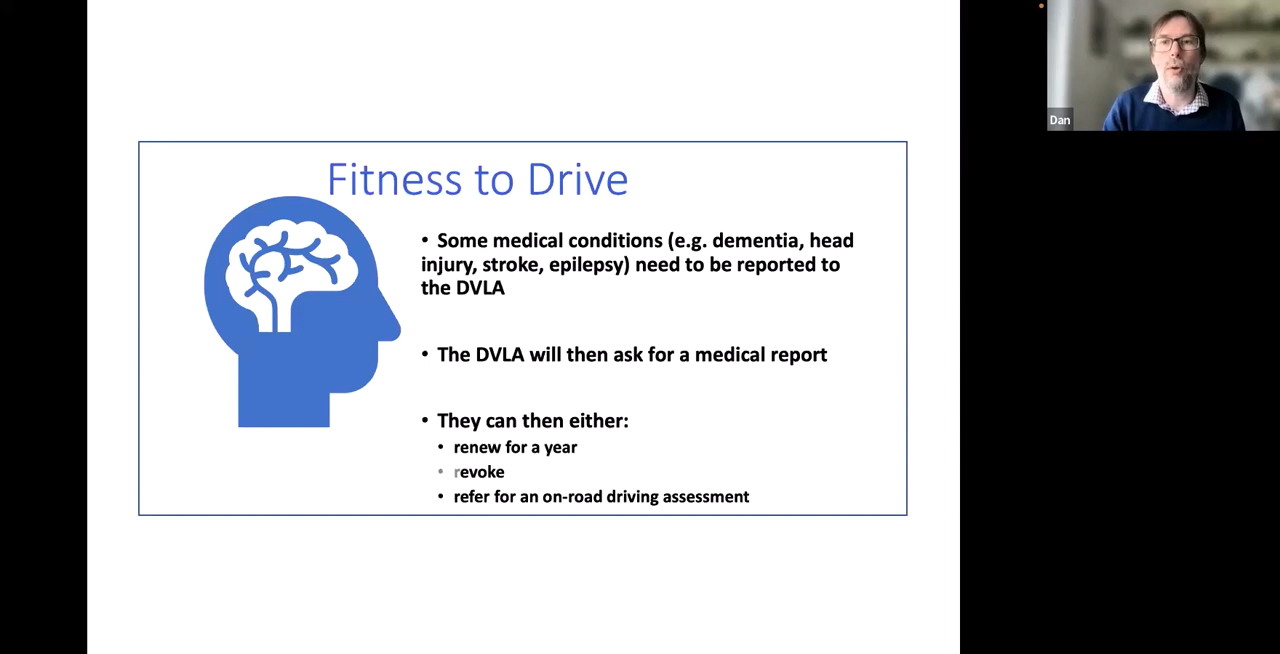 Dan
Fitness to Drive
• Some medical conditions (e.g. dementia, head
injury, stroke, epilepsy) need to be reported to
the DVLA
• The DVLA will then ask for a medical report
• They can then either:
• renew for a year
• revoke
• refer for an on-road driving assessment